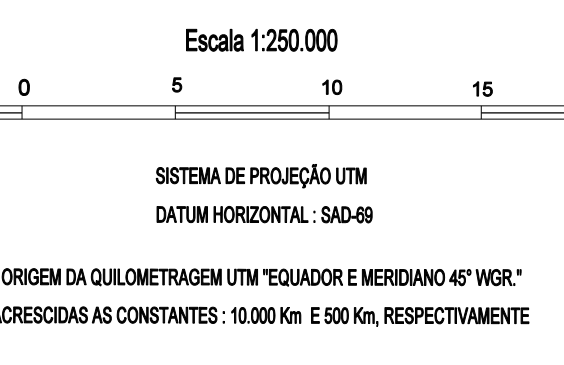 Escala 1:250.000
0 5 10 15
SISTEMA DE PROJEÇÃO UTM
DATUM HORIZONTAL : SAD-69
ORIGEM DA QUILOMETRAGEM UTM "EQUADOR E MERIDIANO 45° WGR."
ACRESCIDAS AS CONSTANTES : 10.000 Km E 500 Km, RESPECTIVAMENTE